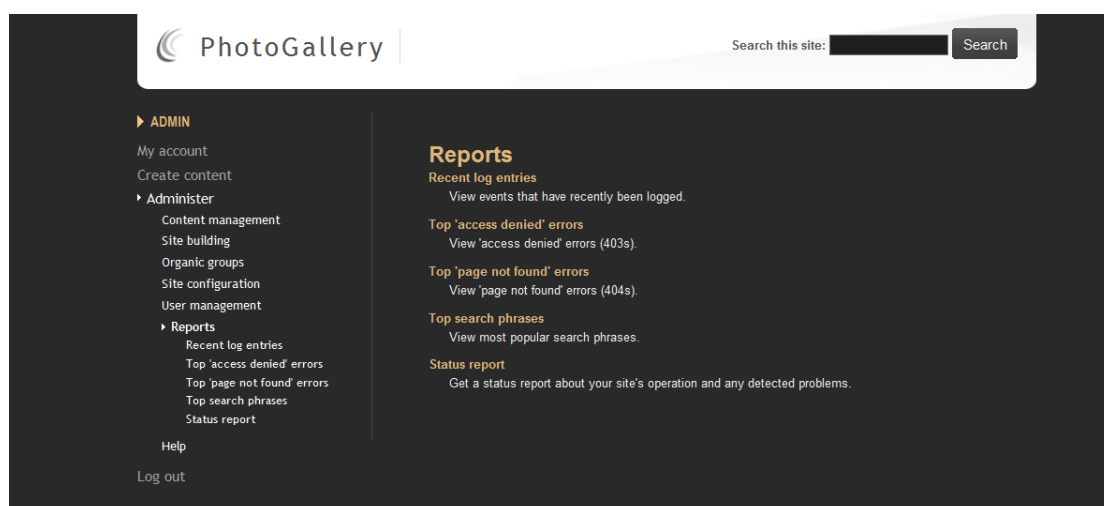 PhotoGallery
Search this site:
Search
ADMIN
My account
Create content
Administer
Content management
Site building
Organic groups
Site configuration
User management
Reports
Recent log entries
Top 'access denied' errors
Top 'page not found' errors
Top search phrases
Status report
Help
Log out
Reports
Recent log entries
View events that have recently been logged.
Top 'access denied' errors
View 'access denied' errors (403s).
Top 'page not found' errors
View 'page not found' errors (404s).
Top search phrases
View most popular search phrases.
Status report
Get a status report about your site's operation and any detected problems.